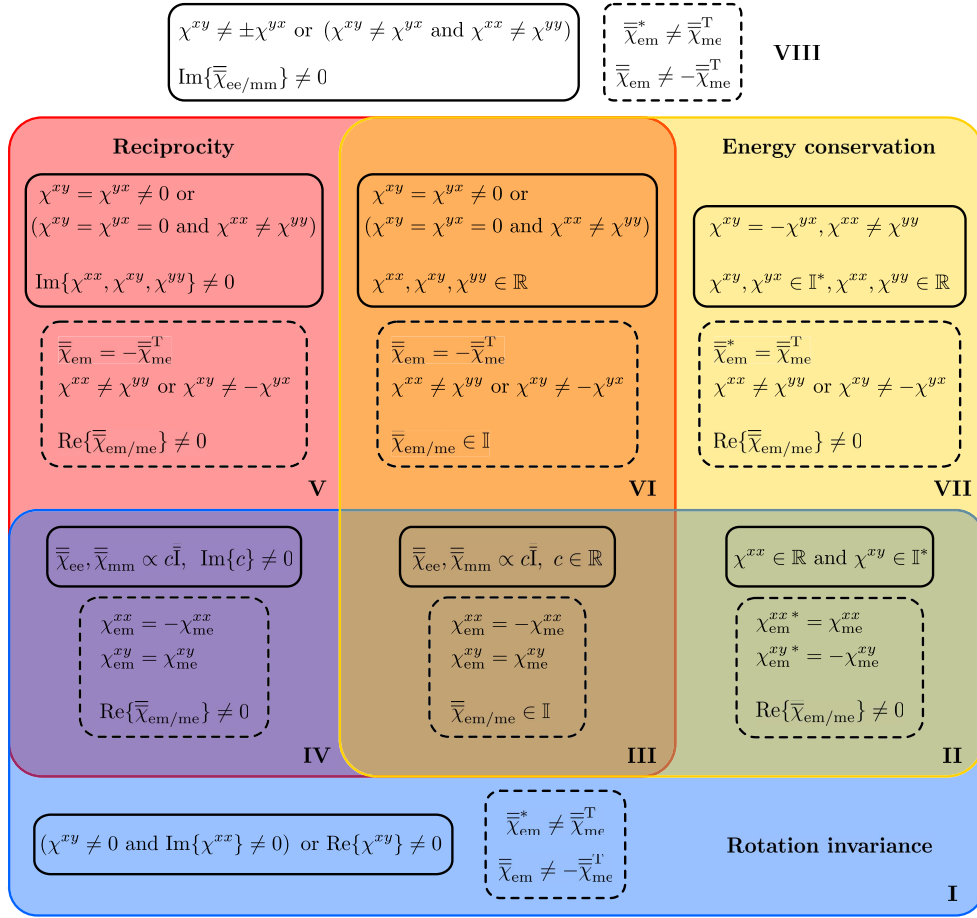 χ^{xy} ≠ ±χ^{yx} or (χ^{xy} ≠ χ^{yx} and χ^{xx} ≠ χ^{yy})
Im{χ̿_{ee/mm}} ≠ 0
χ̿*_{em} ≠ χ̿^T_{me}
χ̿_{em} ≠ −χ̿^T_{me}
VIII
Reciprocity
χ^{xy} = χ^{yx} ≠ 0 or
(χ^{xy} = χ^{yx} = 0 and χ^{xx} ≠ χ^{yy})
Im{χ^{xx}, χ^{xy}, χ^{yy}} ≠ 0
χ̿_{em} = −χ̿^T_{me}
χ^{xx} ≠ χ^{yy} or χ^{xy} ≠ −χ^{yx}
Re{χ̿_{em/me}} ≠ 0
V
χ^{xy} = χ^{yx} ≠ 0 or
(χ^{xy} = χ^{yx} = 0 and χ^{xx} ≠ χ^{yy})
χ^{xx}, χ^{xy}, χ^{yy} ∈ ℝ
χ̿_{em} = −χ̿^T_{me}
χ^{xx} ≠ χ^{yy} or χ^{xy} ≠ −χ^{yx}
χ̿_{em/me} ∈ 𝕀
VI
Energy conservation
χ^{xy} = −χ^{yx}, χ^{xx} ≠ χ^{yy}
χ^{xy}, χ^{yx} ∈ 𝕀*, χ^{xx}, χ^{yy} ∈ ℝ
χ̿*_{em} = χ̿^T_{me}
χ^{xx} ≠ χ^{yy} or χ^{xy} ≠ −χ^{yx}
Re{χ̿_{em/me}} ≠ 0
VII
χ̿_{ee}, χ̿_{mm} ∝ cI̿, Im{c} ≠ 0
χ^{xx}_{em} = −χ^{xx}_{me}
χ^{xy}_{em} = χ^{xy}_{me}
Re{χ̿_{em/me}} ≠ 0
IV
χ̿_{ee}, χ̿_{mm} ∝ cI̿, c ∈ ℝ
χ^{xx}_{em} = −χ^{xx}_{me}
χ^{xy}_{em} = χ^{xy}_{me}
χ̿_{em/me} ∈ 𝕀
III
χ^{xx} ∈ ℝ and χ^{xy} ∈ 𝕀*
χ^{xx *}_{em} = χ^{xx}_{me}
χ^{xy *}_{em} = −χ^{xy}_{me}
Re{χ̿_{em/me}} ≠ 0
II
(χ^{xy} ≠ 0 and Im{χ^{xx}} ≠ 0) or Re{χ^{xy}} ≠ 0
χ̿*_{em} ≠ χ̿^T_{me}
χ̿_{em} ≠ −χ̿^T_{me}
Rotation invariance
I